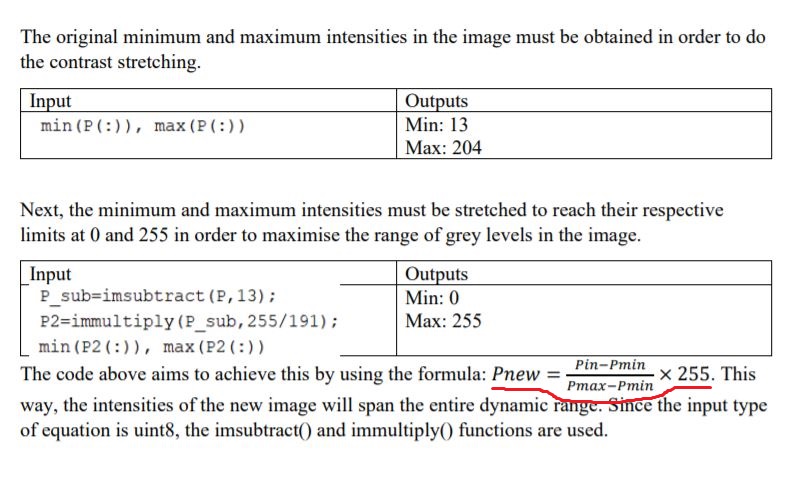 The original minimum and maximum intensities in the image must be obtained in order to do
the contrast stretching.
Input
Outputs
min(P(:)), max(P(:))
Min: 13
Max: 204
Next, the minimum and maximum intensities must be stretched to reach their respective
limits at 0 and 255 in order to maximise the range of grey levels in the image.
Input
Outputs
P_sub=imsubtract(P,13);
Min: 0
P2=immultiply(P_sub,255/191);
Max: 255
min(P2(:)), max(P2(:))
The code above aims to achieve this by using the formula: Pnew = Pin−Pmin / Pmax−Pmin × 255. This
way, the intensities of the new image will span the entire dynamic range. Since the input type
of equation is uint8, the imsubtract() and immultiply() functions are used.